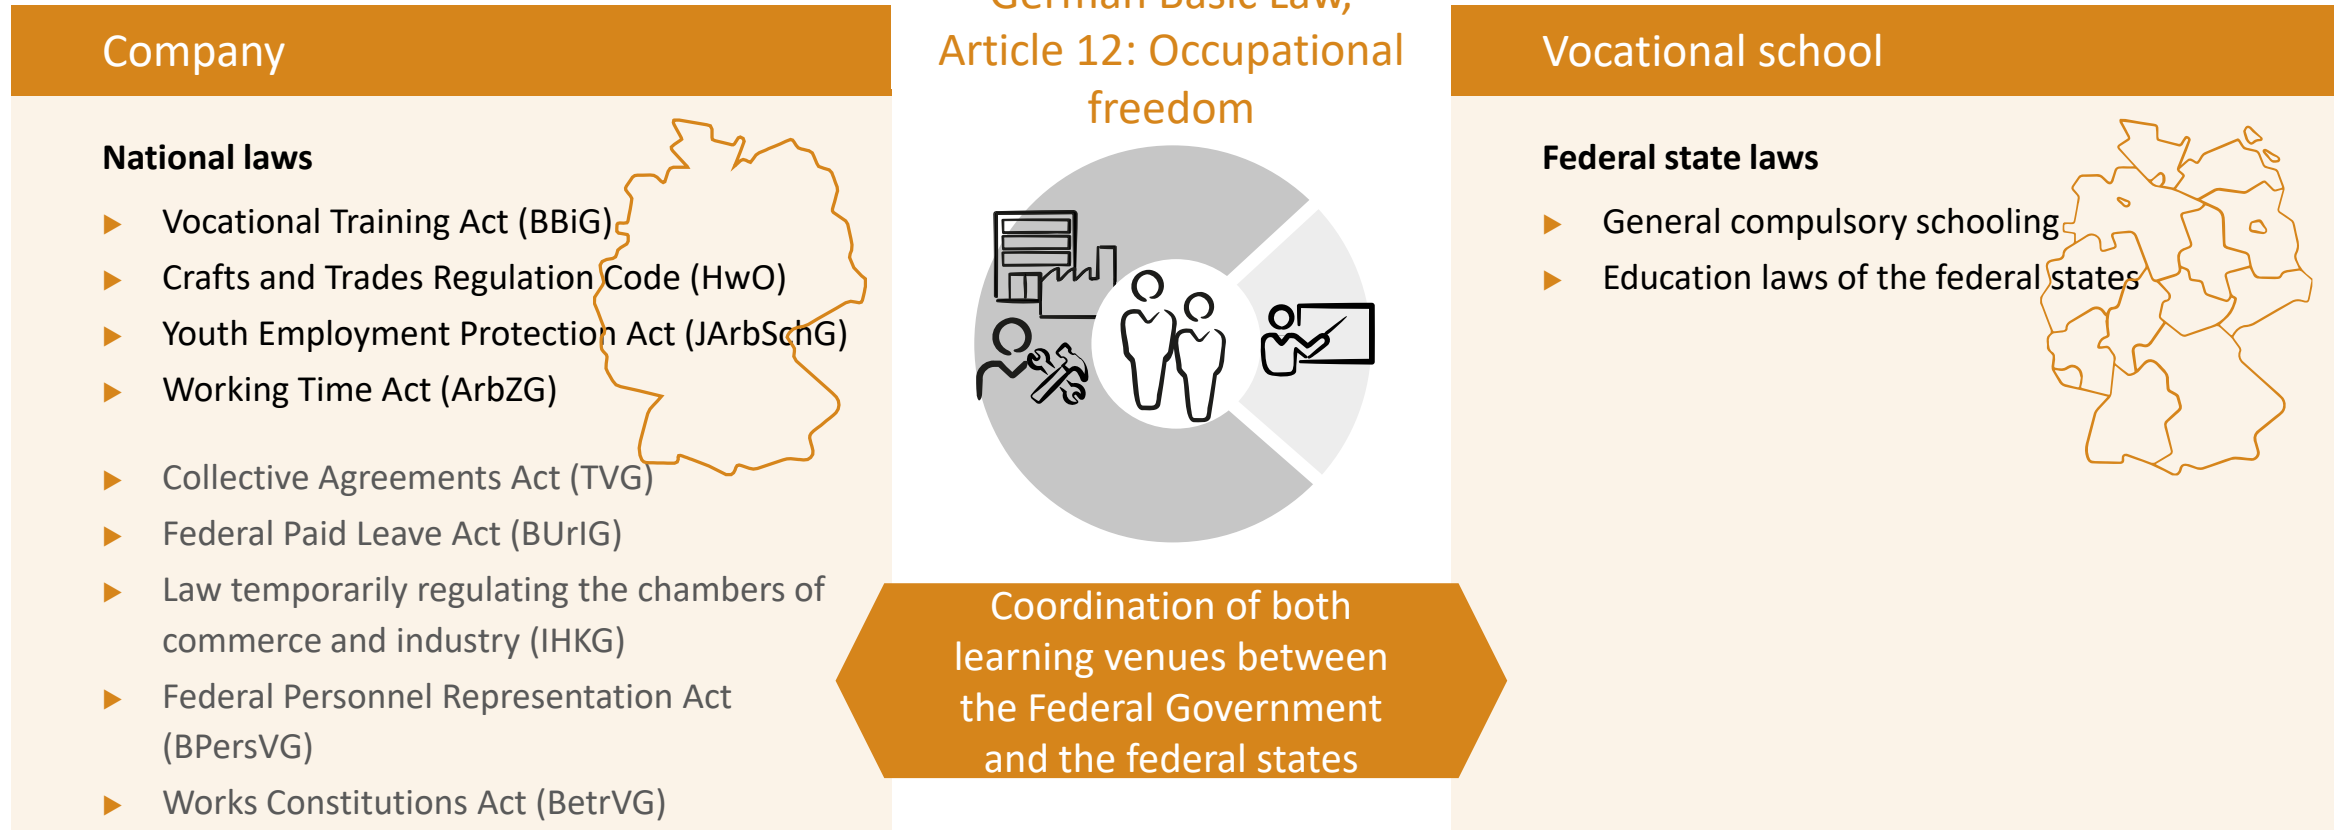 Company
National laws
Vocational Training Act (BBiG)
Crafts and Trades Regulation Code (HwO)
Youth Employment Protection Act (JArbSchG)
Working Time Act (ArbZG)
Collective Agreements Act (TVG)
Federal Paid Leave Act (BUrlG)
Law temporarily regulating the chambers of
commerce and industry (IHKG)
Federal Personnel Representation Act
(BPersVG)
Works Constitutions Act (BetrVG)
German Basic Law,
Article 12: Occupational
freedom
Coordination of both
learning venues between
the Federal Government
and the federal states
Vocational school
Federal state laws
General compulsory schooling
Education laws of the federal states